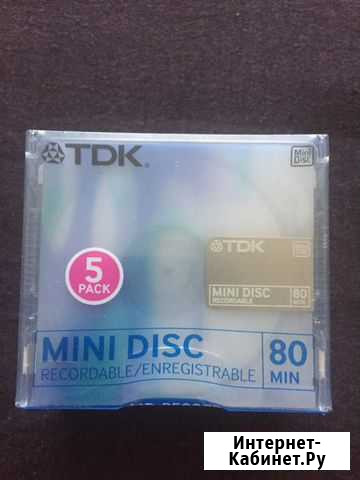 TDK.
Mini
Disc
TDK
MINI DISC
RECORDABLE
80
MIN
5
PACK
MINI DISC
RECORDABLE/ENREGISTRABLE
80
MIN
Интернет-
Кабинет.Ру